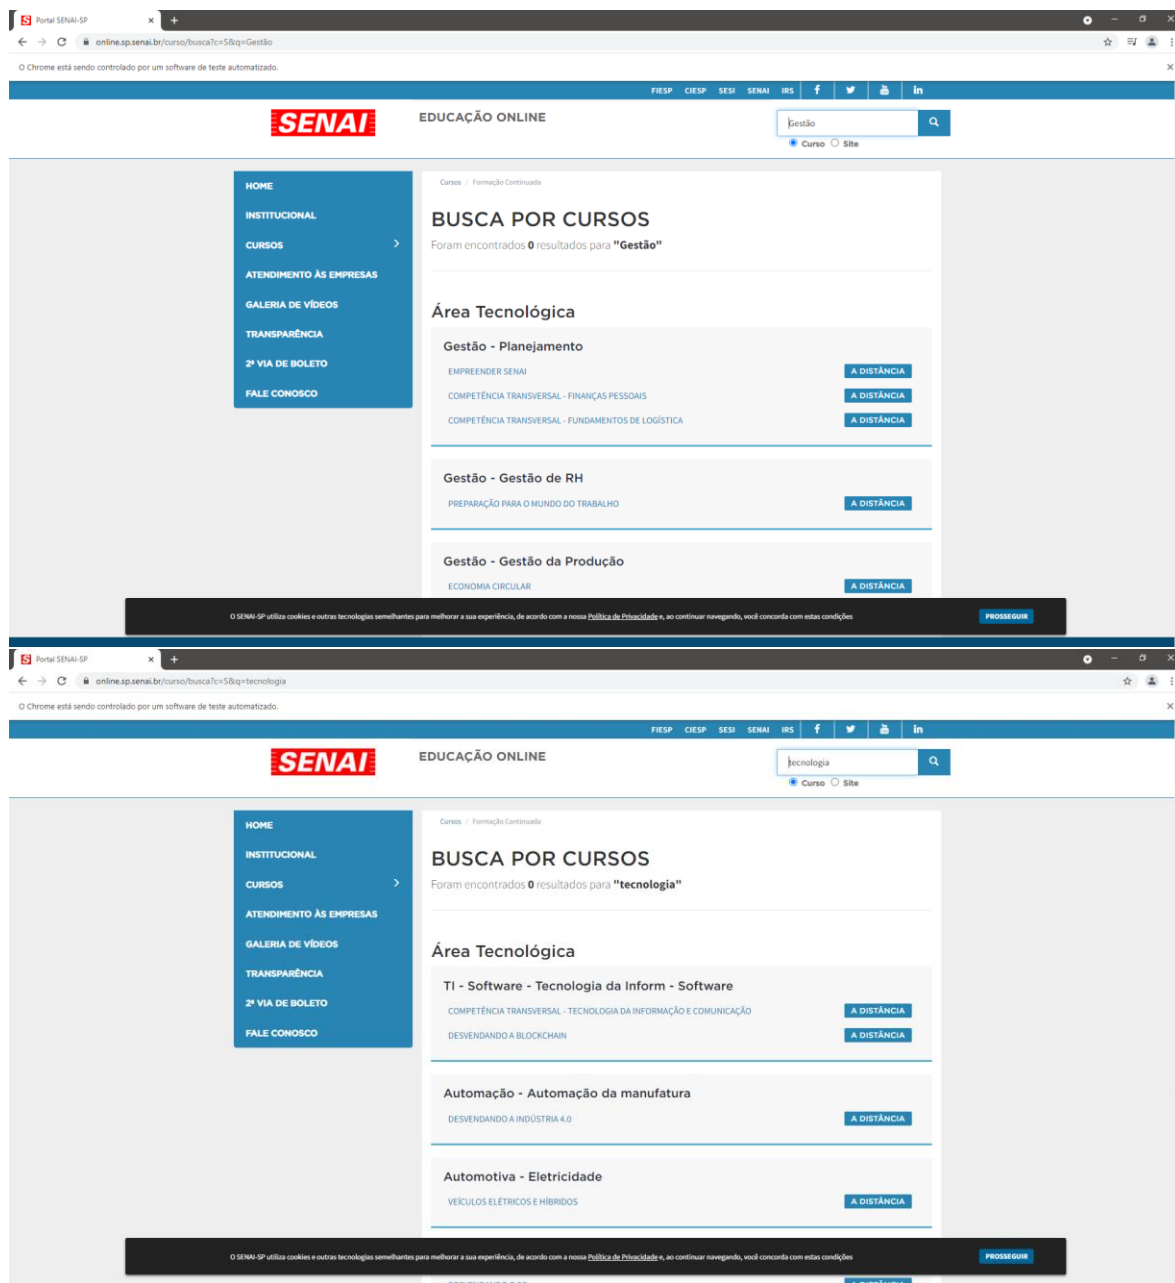 Portal SENAI-SP
online.sp.senai.br/curso/busca?c=S&q=Gestão
O Chrome está sendo controlado por um software de teste automatizado.
FIESP CIESP SESI SENAI IRS
SENAI
EDUCAÇÃO ONLINE
Gestão
Curso Site
HOME
INSTITUCIONAL
CURSOS
ATENDIMENTO ÀS EMPRESAS
GALERIA DE VÍDEOS
TRANSPARÊNCIA
2ª VIA DE BOLETO
FALE CONOSCO
Cursos / Formação Continuada
BUSCA POR CURSOS
Foram encontrados 0 resultados para "Gestão"
Área Tecnológica
Gestão - Planejamento
EMPREENDER SENAI A DISTÂNCIA
COMPETÊNCIA TRANSVERSAL - FINANÇAS PESSOAIS A DISTÂNCIA
COMPETÊNCIA TRANSVERSAL - FUNDAMENTOS DE LOGÍSTICA A DISTÂNCIA
Gestão - Gestão de RH
PREPARAÇÃO PARA O MUNDO DO TRABALHO A DISTÂNCIA
Gestão - Gestão da Produção
ECONOMIA CIRCULAR A DISTÂNCIA
O SENAI-SP utiliza cookies e outras tecnologias semelhantes para melhorar a sua experiência, de acordo com a nossa Política de Privacidade e, ao continuar navegando, você concorda com estas condições PROSSEGUIR
Portal SENAI-SP
online.sp.senai.br/curso/busca?c=S&q=tecnologia
O Chrome está sendo controlado por um software de teste automatizado.
FIESP CIESP SESI SENAI IRS
SENAI
EDUCAÇÃO ONLINE
tecnologia
Curso Site
HOME
INSTITUCIONAL
CURSOS
ATENDIMENTO ÀS EMPRESAS
GALERIA DE VÍDEOS
TRANSPARÊNCIA
2ª VIA DE BOLETO
FALE CONOSCO
Cursos / Formação Continuada
BUSCA POR CURSOS
Foram encontrados 0 resultados para "tecnologia"
Área Tecnológica
TI - Software - Tecnologia da Inform - Software
COMPETÊNCIA TRANSVERSAL - TECNOLOGIA DA INFORMAÇÃO E COMUNICAÇÃO A DISTÂNCIA
DESVENDANDO A BLOCKCHAIN A DISTÂNCIA
Automação - Automação da manufatura
DESVENDANDO A INDÚSTRIA 4.0 A DISTÂNCIA
Automotiva - Eletricidade
VEÍCULOS ELÉTRICOS E HÍBRIDOS A DISTÂNCIA
O SENAI-SP utiliza cookies e outras tecnologias semelhantes para melhorar a sua experiência, de acordo com a nossa Política de Privacidade e, ao continuar navegando, você concorda com estas condições PROSSEGUIR